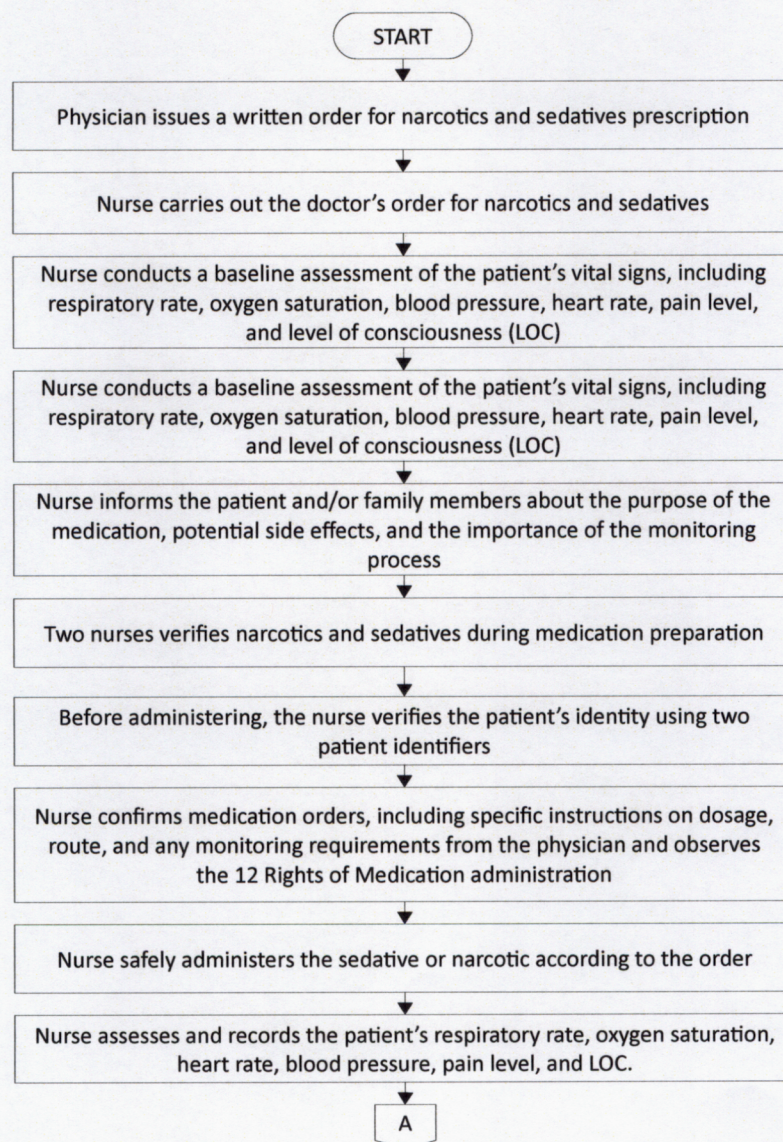 START
Physician issues a written order for narcotics and sedatives prescription
Nurse carries out the doctor's order for narcotics and sedatives
Nurse conducts a baseline assessment of the patient's vital signs, including
respiratory rate, oxygen saturation, blood pressure, heart rate, pain level,
and level of consciousness (LOC)
Nurse conducts a baseline assessment of the patient's vital signs, including
respiratory rate, oxygen saturation, blood pressure, heart rate, pain level,
and level of consciousness (LOC)
Nurse informs the patient and/or family members about the purpose of the
medication, potential side effects, and the importance of the monitoring
process
Two nurses verifies narcotics and sedatives during medication preparation
Before administering, the nurse verifies the patient's identity using two
patient identifiers
Nurse confirms medication orders, including specific instructions on dosage,
route, and any monitoring requirements from the physician and observes
the 12 Rights of Medication administration
Nurse safely administers the sedative or narcotic according to the order
Nurse assesses and records the patient's respiratory rate, oxygen saturation,
heart rate, blood pressure, pain level, and LOC.
A